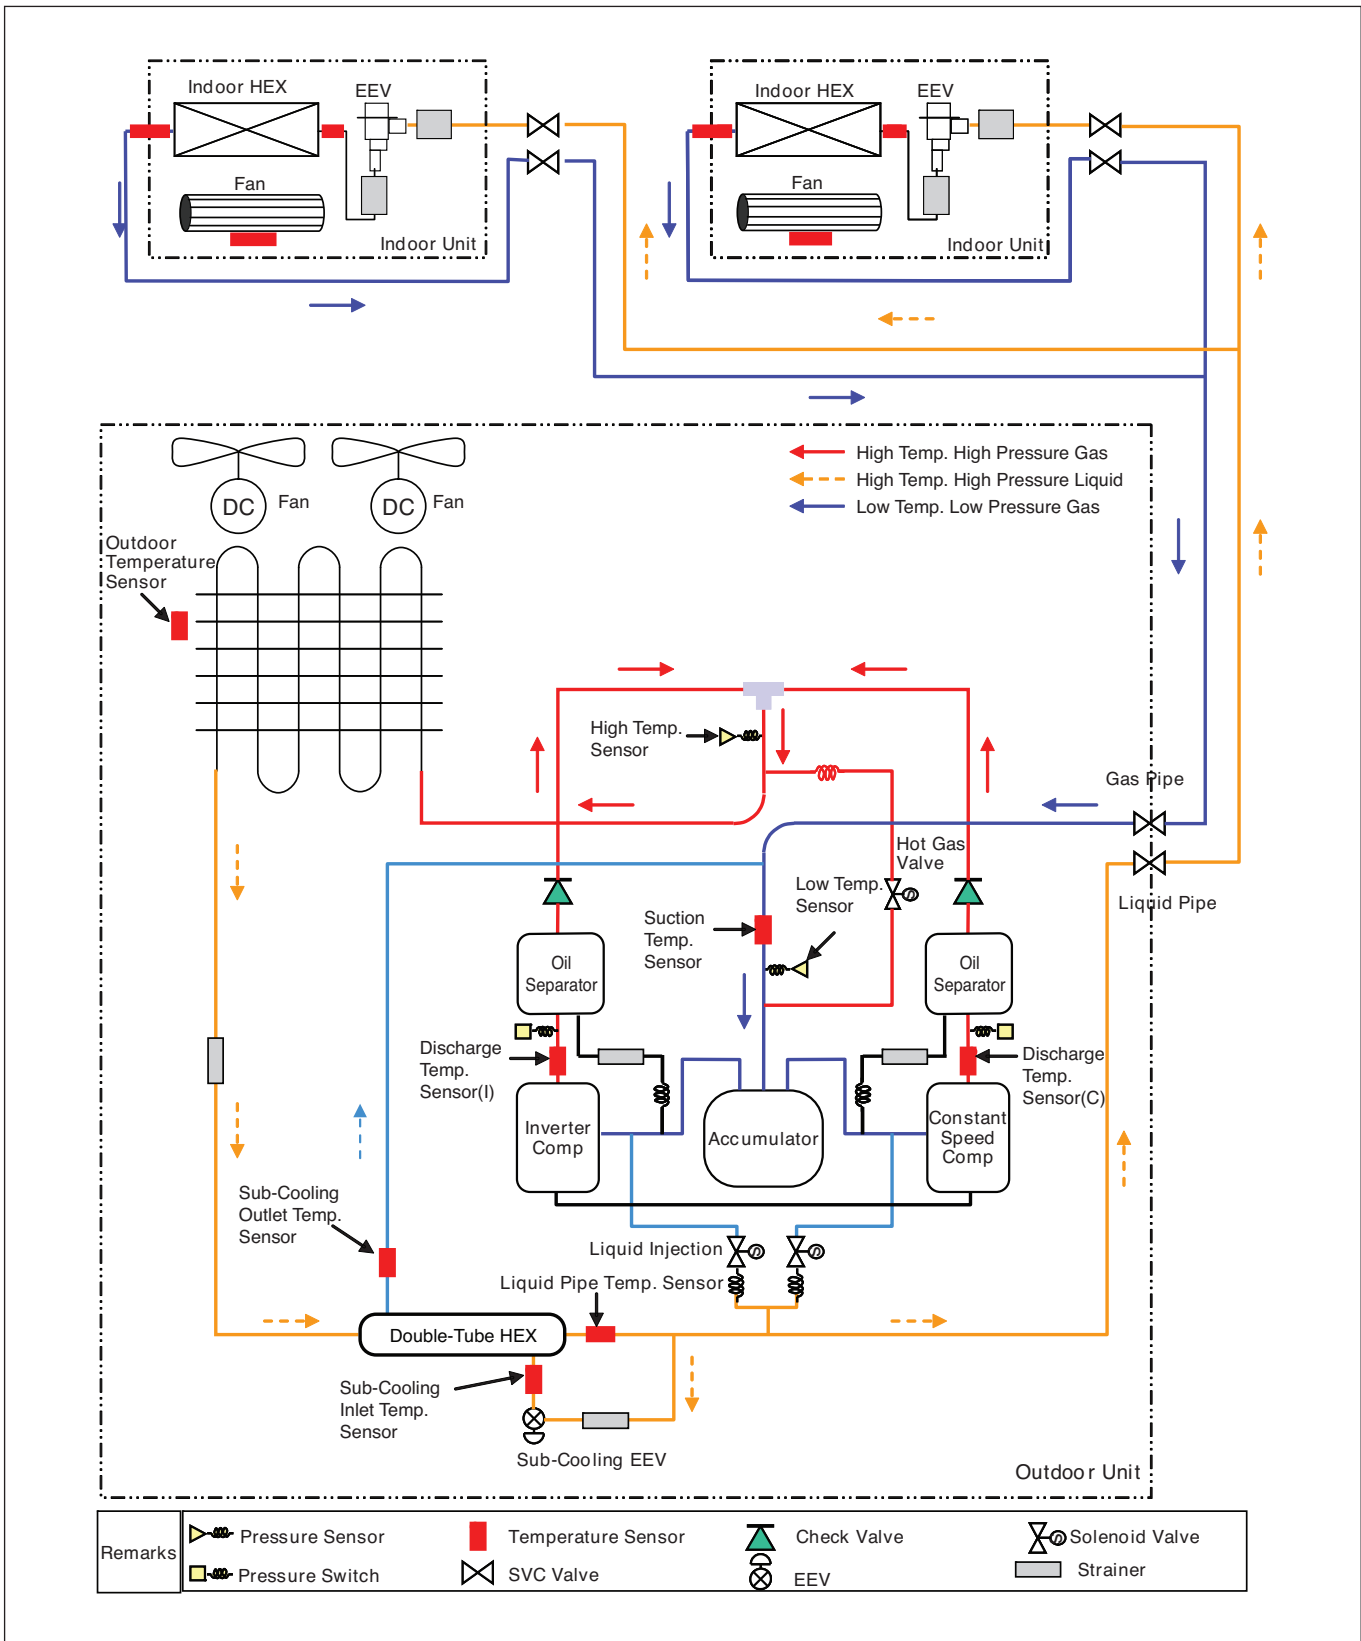 Indoor HEX
EEV
Fan
Indoor Unit
Indoor HEX
EEV
Fan
Indoor Unit
DC
Fan
DC
Fan
High Temp. High Pressure Gas
High Temp. High Pressure Liquid
Low Temp. Low Pressure Gas
Outdoor
Temperature
Sensor
High Temp.
Sensor
Gas Pipe
Hot Gas
Valve
Low Temp.
Sensor
Liquid Pipe
Suction
Temp.
Sensor
Oil
Separator
Oil
Separator
Discharge
Temp.
Sensor(I)
Discharge
Temp.
Sensor(C)
Inverter
Comp
Accumulator
Constant
Speed
Comp
Sub-Cooling
Outlet Temp.
Sensor
Liquid Injection
Liquid Pipe Temp. Sensor
Double-Tube HEX
Sub-Cooling
Inlet Temp.
Sensor
Sub-Cooling EEV
Outdoor Unit
Remarks
Pressure Sensor
Temperature Sensor
Check Valve
Solenoid Valve
Pressure Switch
SVC Valve
EEV
Strainer